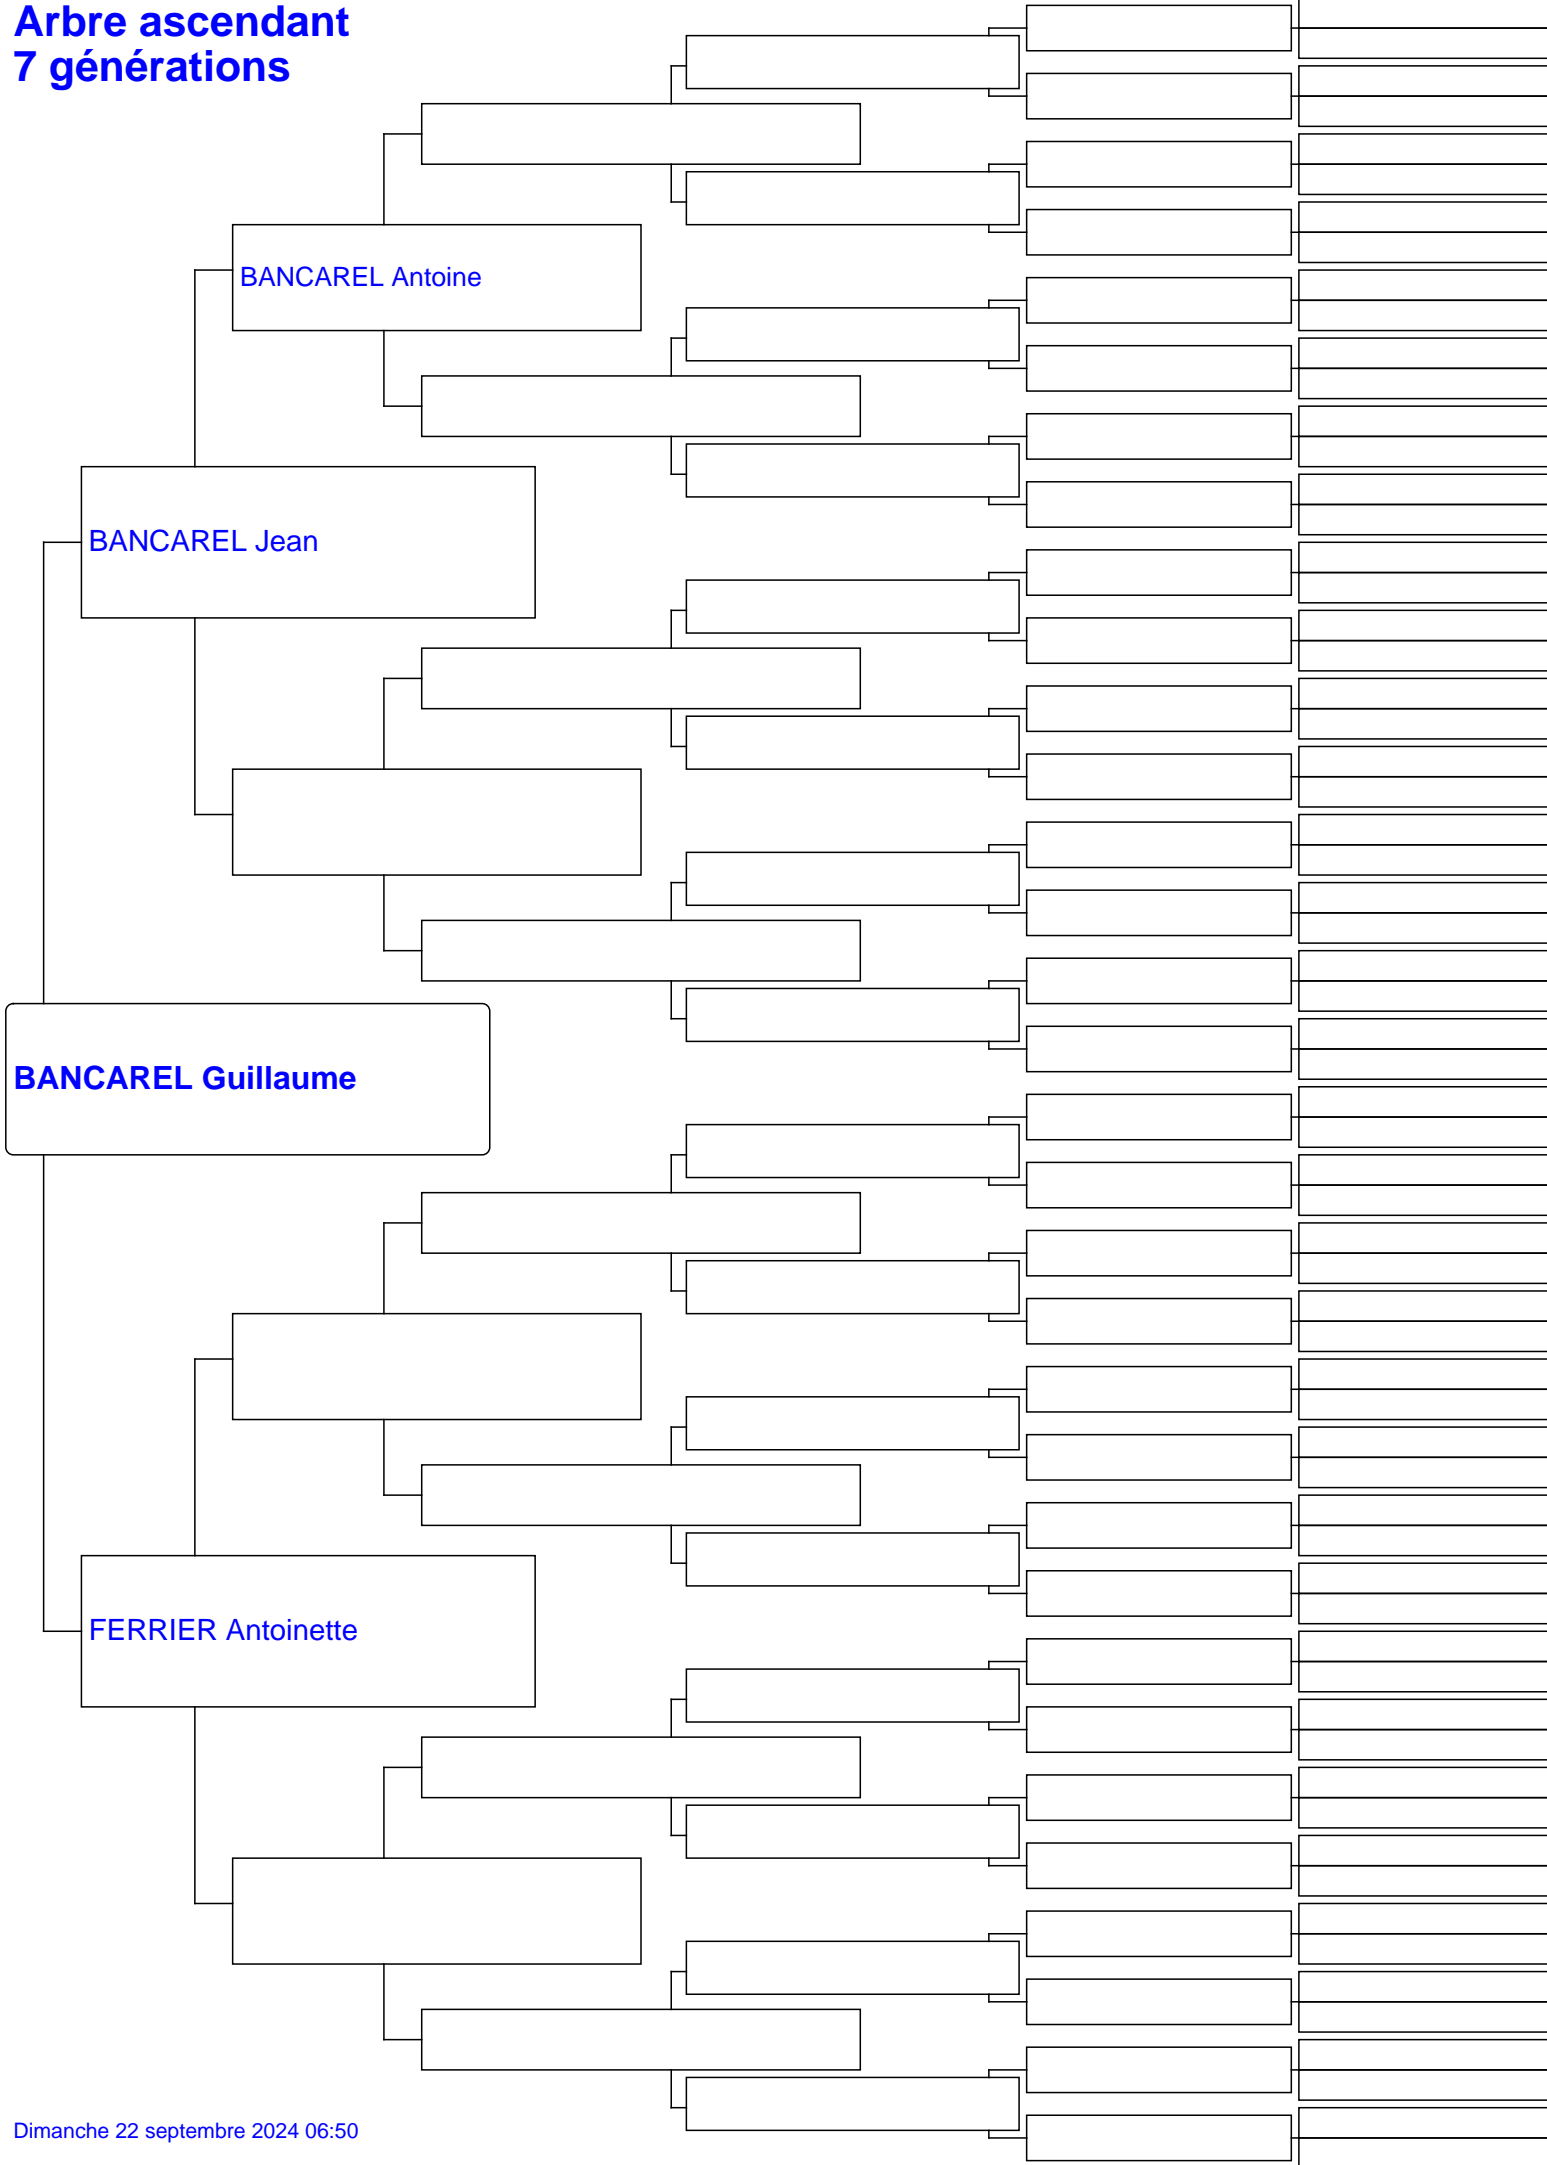 Arbre ascendant
7 générations
BANCAREL Antoine
BANCAREL Jean
BANCAREL Guillaume
FERRIER Antoinette
Dimanche 22 septembre 2024 06:50